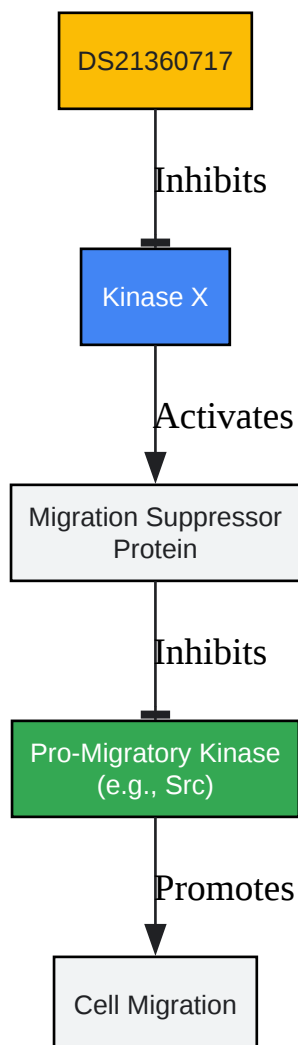 DS21360717
Inhibits
Kinase X
Activates
Migration Suppressor
Protein
Inhibits
Pro-Migratory Kinase
(e.g., Src)
Promotes
Cell Migration